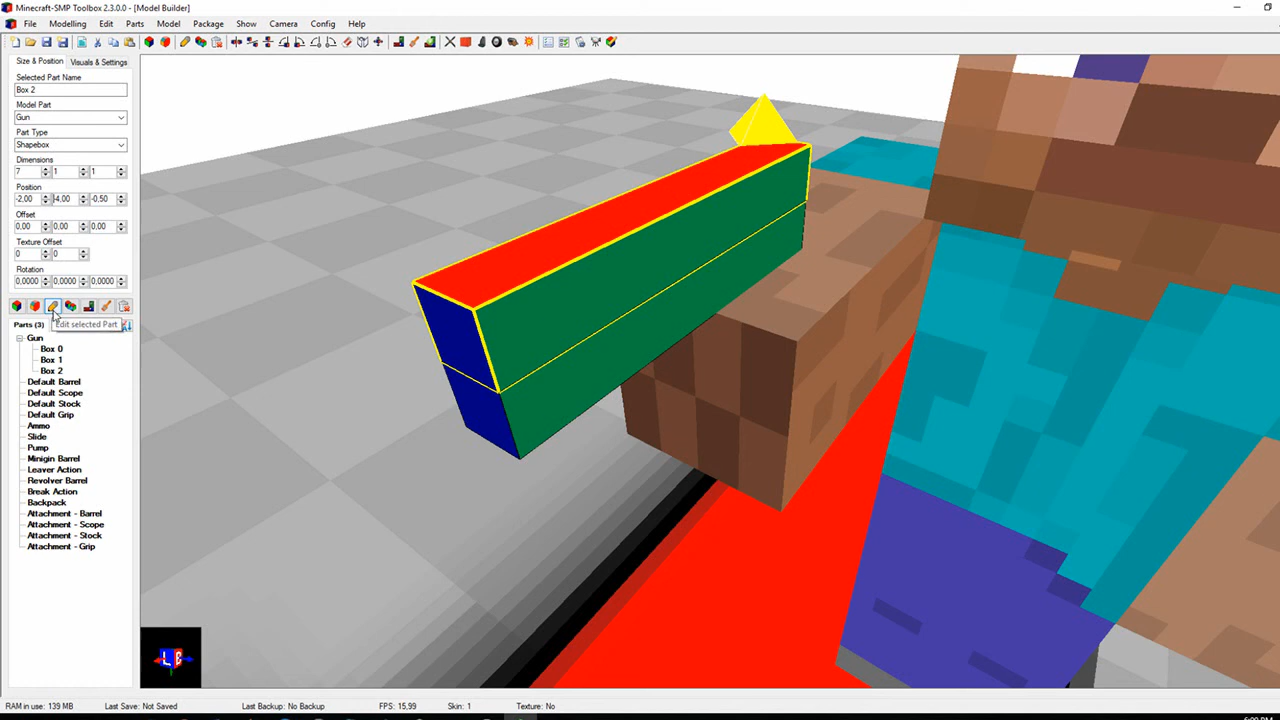 Minecraft-SMP Toolbox 2.3.0.0 - [Model Builder]
File Modelling Edit Parts Model Package Show Camera Config Help
Size & Position Visuals & Settings
Selected Part Name
Box 2
Model Part
Gun
Part Type
Shapebox
Dimensions
7 1 1
Position
-2,00 -4,00 -0,50
Offset
0,00 0,00 0,00
Texture Offset
0 0
Rotation
0,0000 0,0000 0,0000
Parts (3) Edit selected Part
Gun
Box 0
Box 1
Box 2
Default Barrel
Default Scope
Default Stock
Default Grip
Ammo
Slide
Pump
Minigin Barrel
Leaver Action
Revolver Barrel
Break Action
Backpack
Attachment - Barrel
Attachment - Scope
Attachment - Stock
Attachment - Grip
L B
RAM in use: 139 MB Last Save: Not Saved Last Backup: No Backup FPS: 15,99 Skin: 1 Texture: No